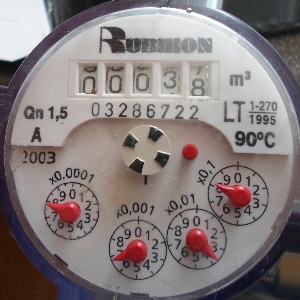 RUBIKON
00038 m³
Qn 1,5 03286722 LT 1-270
1995
A 90°C
2003
x0,0001 x0,1
x0,001 x0,01